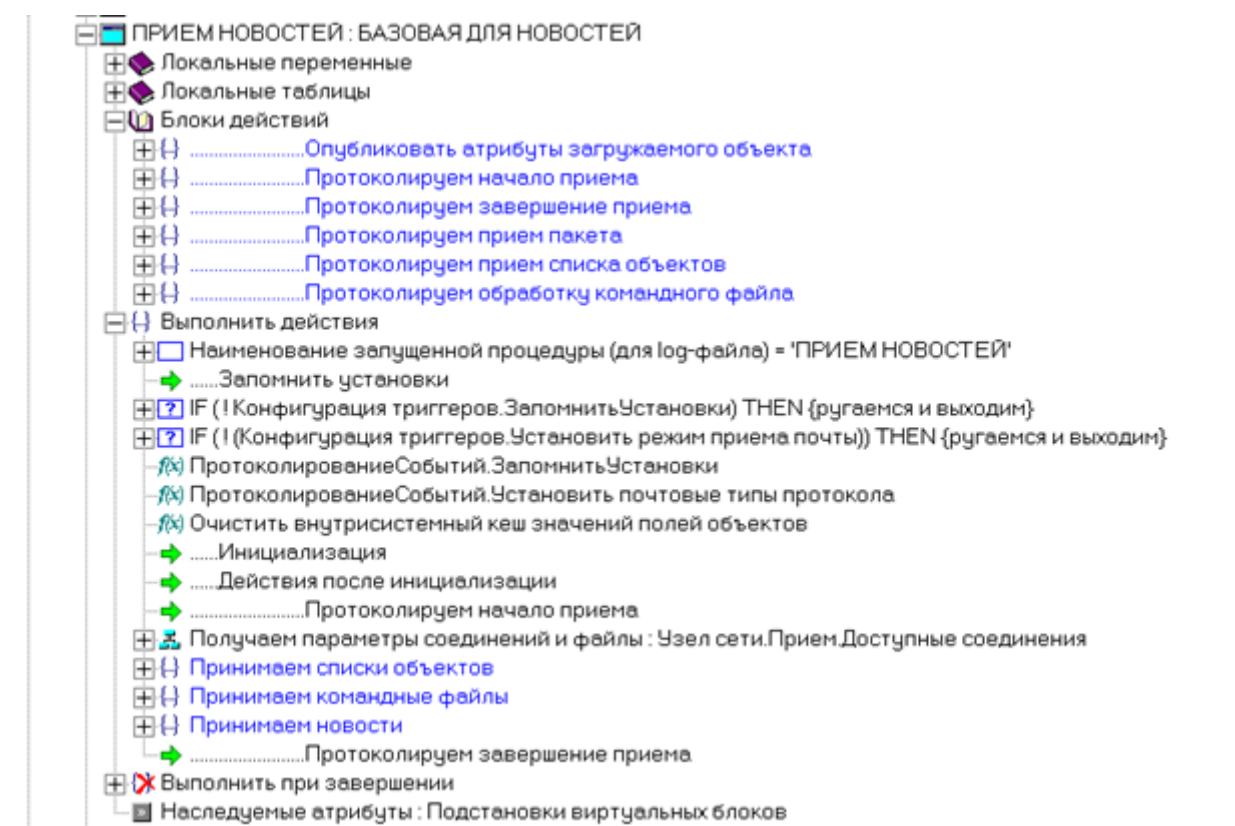 ПРИЕМ НОВОСТЕЙ : БАЗОВАЯ ДЛЯ НОВОСТЕЙ
Локальные переменные
Локальные таблицы
Блоки действий
..........................Опубликовать атрибуты загружаемого объекта
..........................Протоколируем начало приема
..........................Протоколируем завершение приема
..........................Протоколируем прием пакета
..........................Протоколируем прием списка объектов
..........................Протоколируем обработку командного файла
Выполнить действия
Наименование запущенной процедуры (для log-файла) = 'ПРИЕМ НОВОСТЕЙ'
......Запомнить установки
IF (! Конфигурация триггеров.ЗапомнитьУстановки) THEN {ругаемся и выходим}
IF (! (Конфигурация триггеров.Установить режим приема почты)) THEN {ругаемся и выходим}
f(x) ПротоколированиеСобытий.ЗапомнитьУстановки
f(x) ПротоколированиеСобытий.Установить почтовые типы протокола
f(x) Очистить внутрисистемный кеш значений полей объектов
......Инициализация
......Действия после инициализации
..........................Протоколируем начало приема
Получаем параметры соединений и файлы : Узел сети.Прием.Доступные соединения
Принимаем списки объектов
Принимаем командные файлы
Принимаем новости
..........................Протоколируем завершение приема
Выполнить при завершении
Наследуемые атрибуты : Подстановки виртуальных блоков